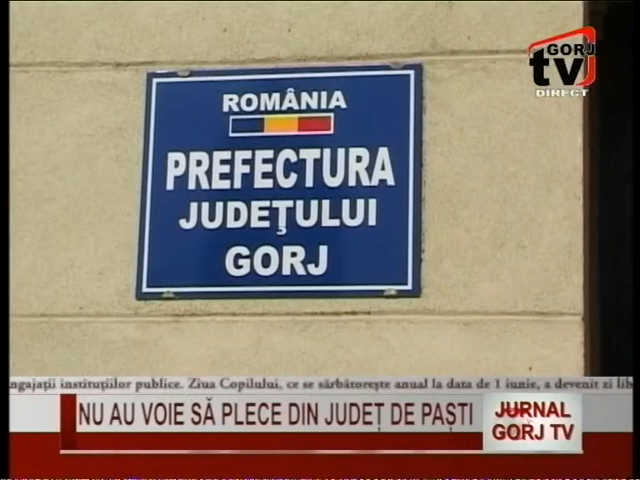 GORJ
tv
DIRECT
ROMÂNIA
PREFECTURA
JUDEŢULUI
GORJ
ngajații instituțiilor publice. Ziua Copilului, ce se sărbătorește anual la data de 1 iunie, a devenit zi lib
NU AU VOIE SĂ PLECE DIN JUDEȚ DE PAȘTI
JURNAL
GORJ TV